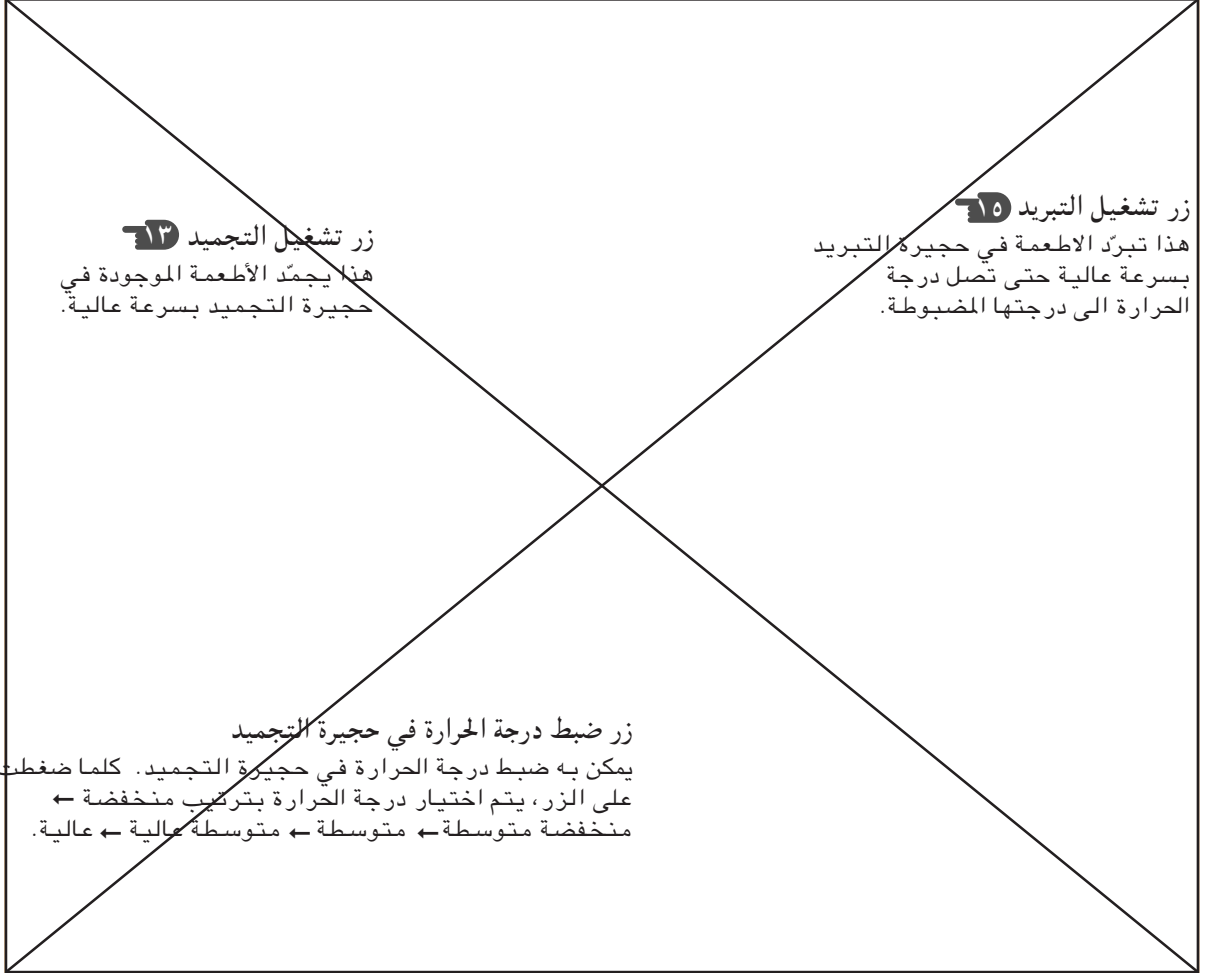 زر تشغيل التبريد ١٥
هذا تبرّد الاطعمة في حجيرة التبريد
بسرعة عالية حتى تصل درجة
الحرارة الى درجتها المضبوطة.
زر تشغيل التجميد ١٣
هذا يجمّد الأطعمة الموجودة في
حجيرة التجميد بسرعة عالية.
زر ضبط درجة الحرارة في حجيرة التجميد
يمكن به ضبط درجة الحرارة في حجيرة التجميد. كلما ضغطت
على الزر، يتم اختيار درجة الحرارة بترتيب منخفضة ←
منخفضة متوسطة ← متوسطة ← متوسطة عالية ← عالية.